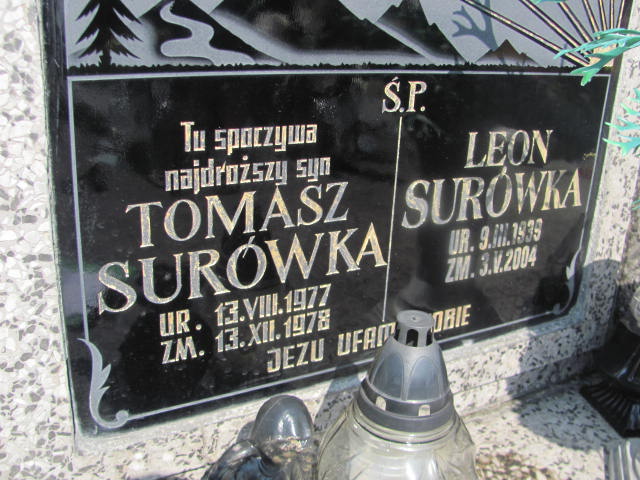 Ś.P.
Tu spoczywa
najdroższy syn
TOMASZ
SURÓWKA
UR. 13.VIII.1977
ZM. 13.XII.1978
LEON
SURÓWKA
UR. 9.III.1939
ZM. 3.V.2004
JEZU UFAM